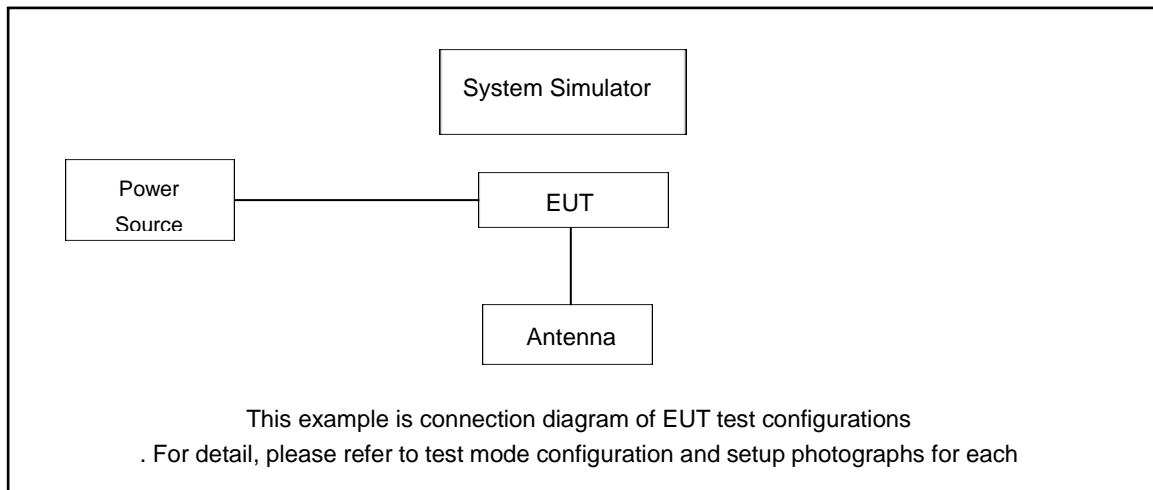 System Simulator
Power
Source
EUT
Antenna
This example is connection diagram of EUT test configurations
. For detail, please refer to test mode configuration and setup photographs for each